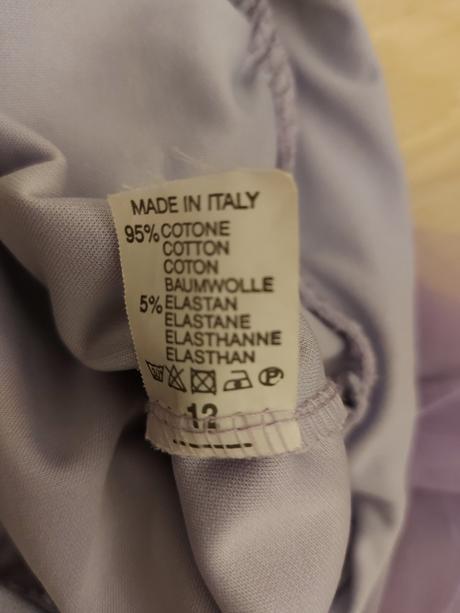 MADE IN ITALY
95% COTONE
COTTON
COTON
BAUMWOLLE
5% ELASTAN
ELASTANE
ELASTHANNE
ELASTHAN
P
12